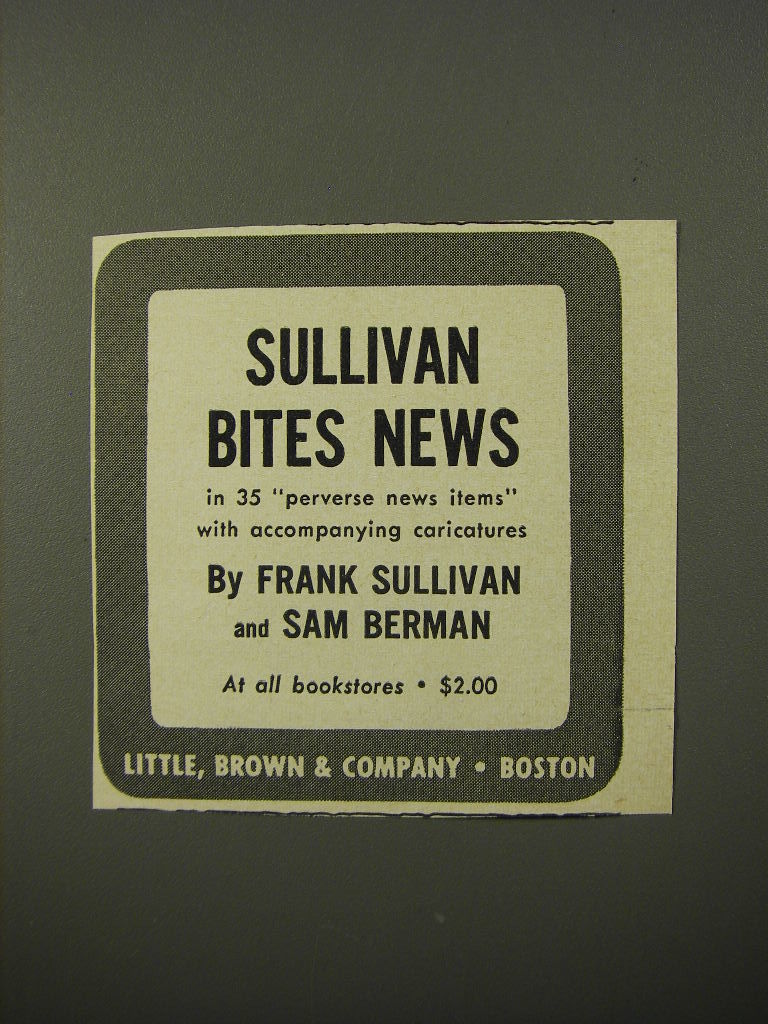 SULLIVAN
BITES NEWS
in 35 "perverse news items"
with accompanying caricatures
By FRANK SULLIVAN
and SAM BERMAN
At all bookstores • $2.00
LITTLE, BROWN & COMPANY • BOSTON